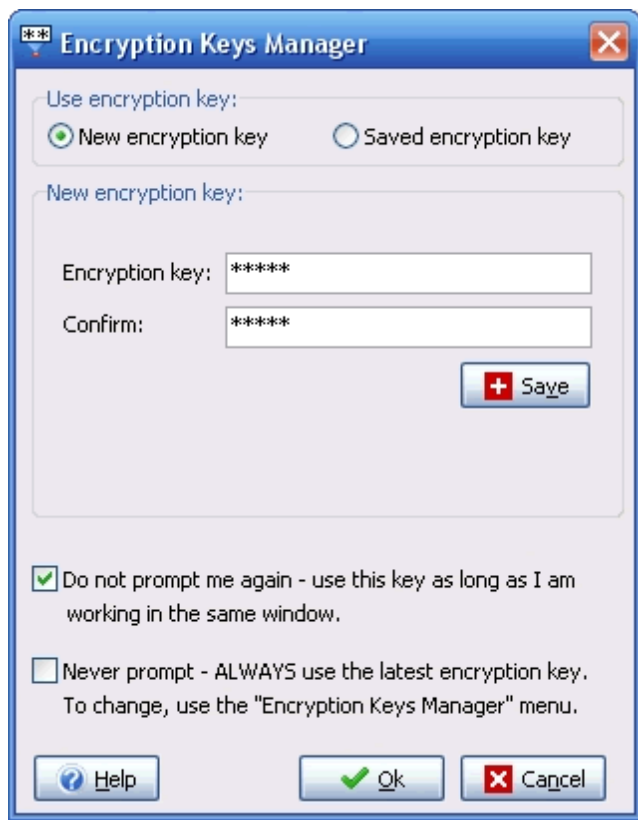 Encryption Keys Manager
Use encryption key:
New encryption key Saved encryption key
New encryption key:
Encryption key: *****
Confirm: *****
Save
Do not prompt me again - use this key as long as I am
working in the same window.
Never prompt - ALWAYS use the latest encryption key.
To change, use the "Encryption Keys Manager" menu.
Help Ok Cancel